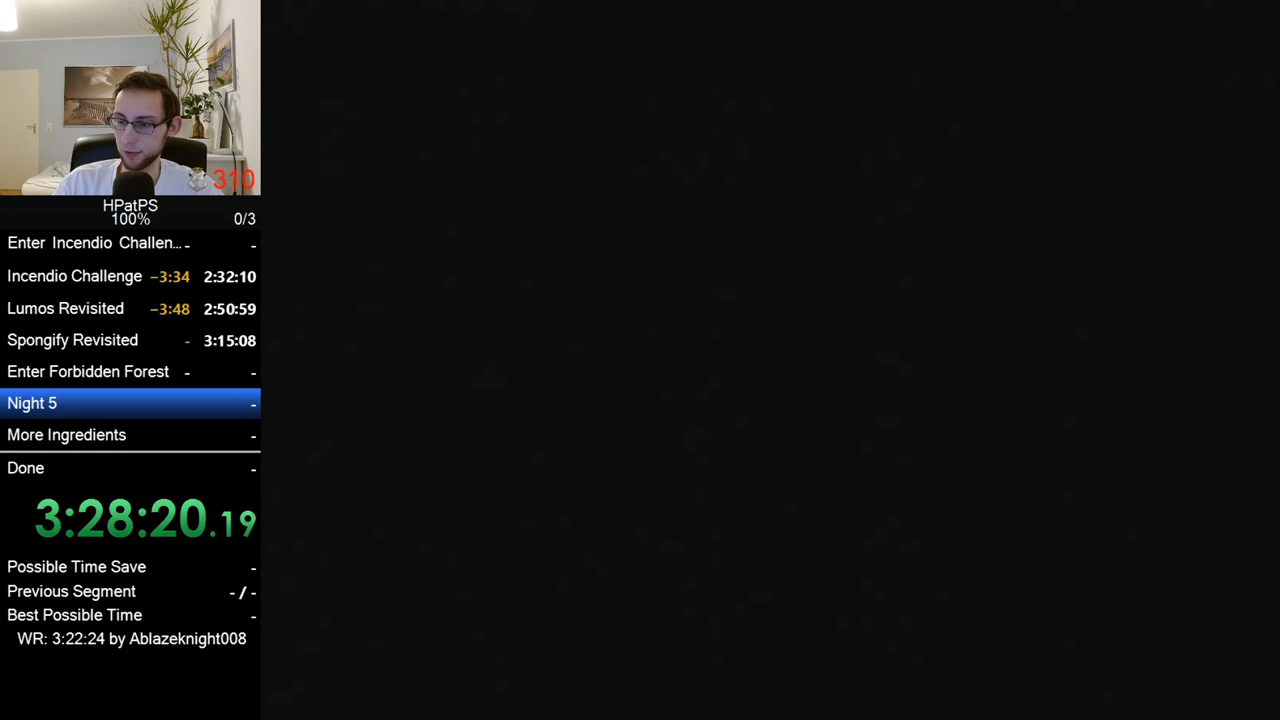 310
HPatPS
100% 0/3
Enter Incendio Challen... - -
Incendio Challenge −3:34 2:32:10
Lumos Revisited −3:48 2:50:59
Spongify Revisited - 3:15:08
Enter Forbidden Forest - -
Night 5 -
More Ingredients -
Done -
3:28:20.19
Possible Time Save -
Previous Segment - / -
Best Possible Time -
WR: 3:22:24 by Ablazeknight008